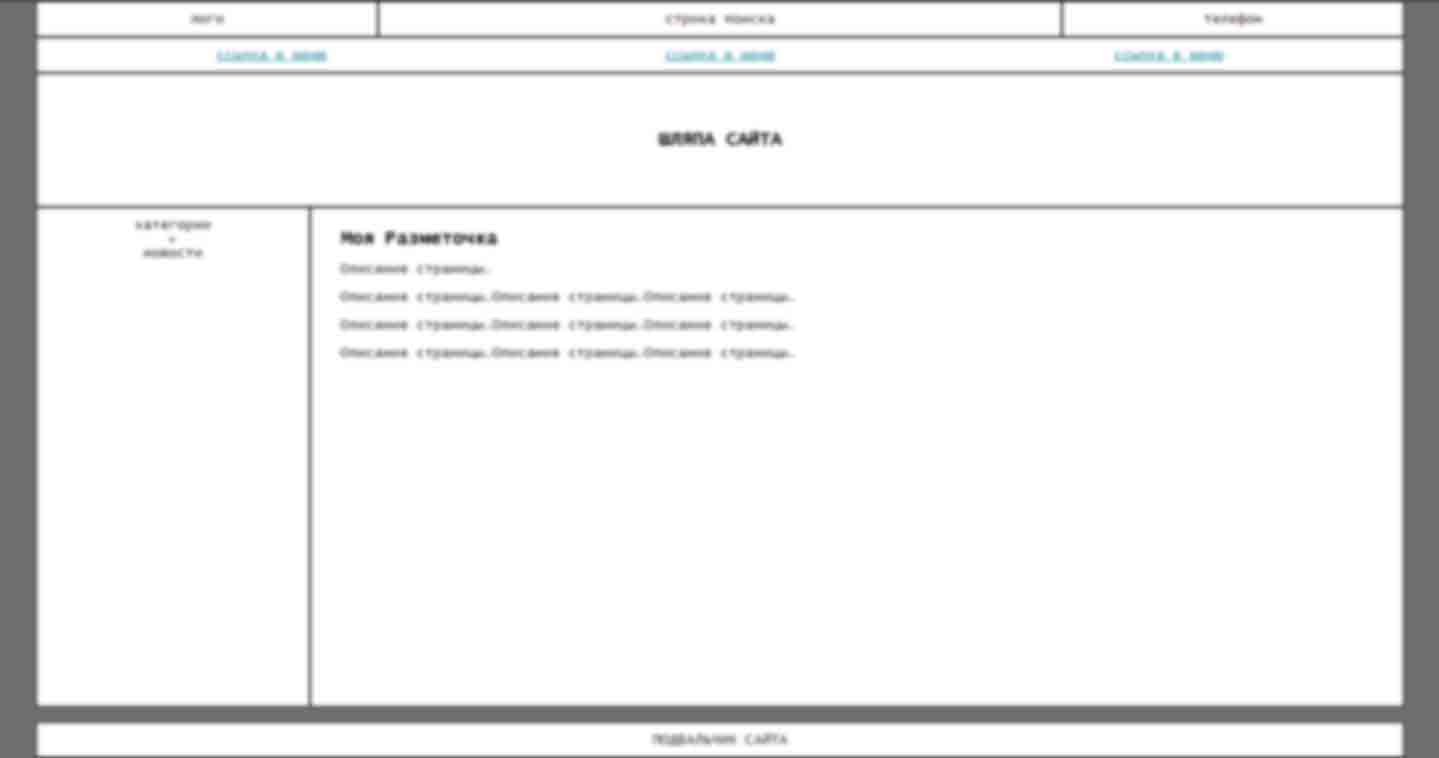 лого
строка поиска
телефон
ссылка в меню
ссылка в меню
ссылка в меню
ШЛЯПА САЙТА
категории
+
новости
Моя Разметочка
Описание страницы.
Описание страницы.Описание страницы.Описание страницы.
Описание страницы.Описание страницы.Описание страницы.
Описание страницы.Описание страницы.Описание страницы.
ПОДВАЛЬЧИК САЙТА